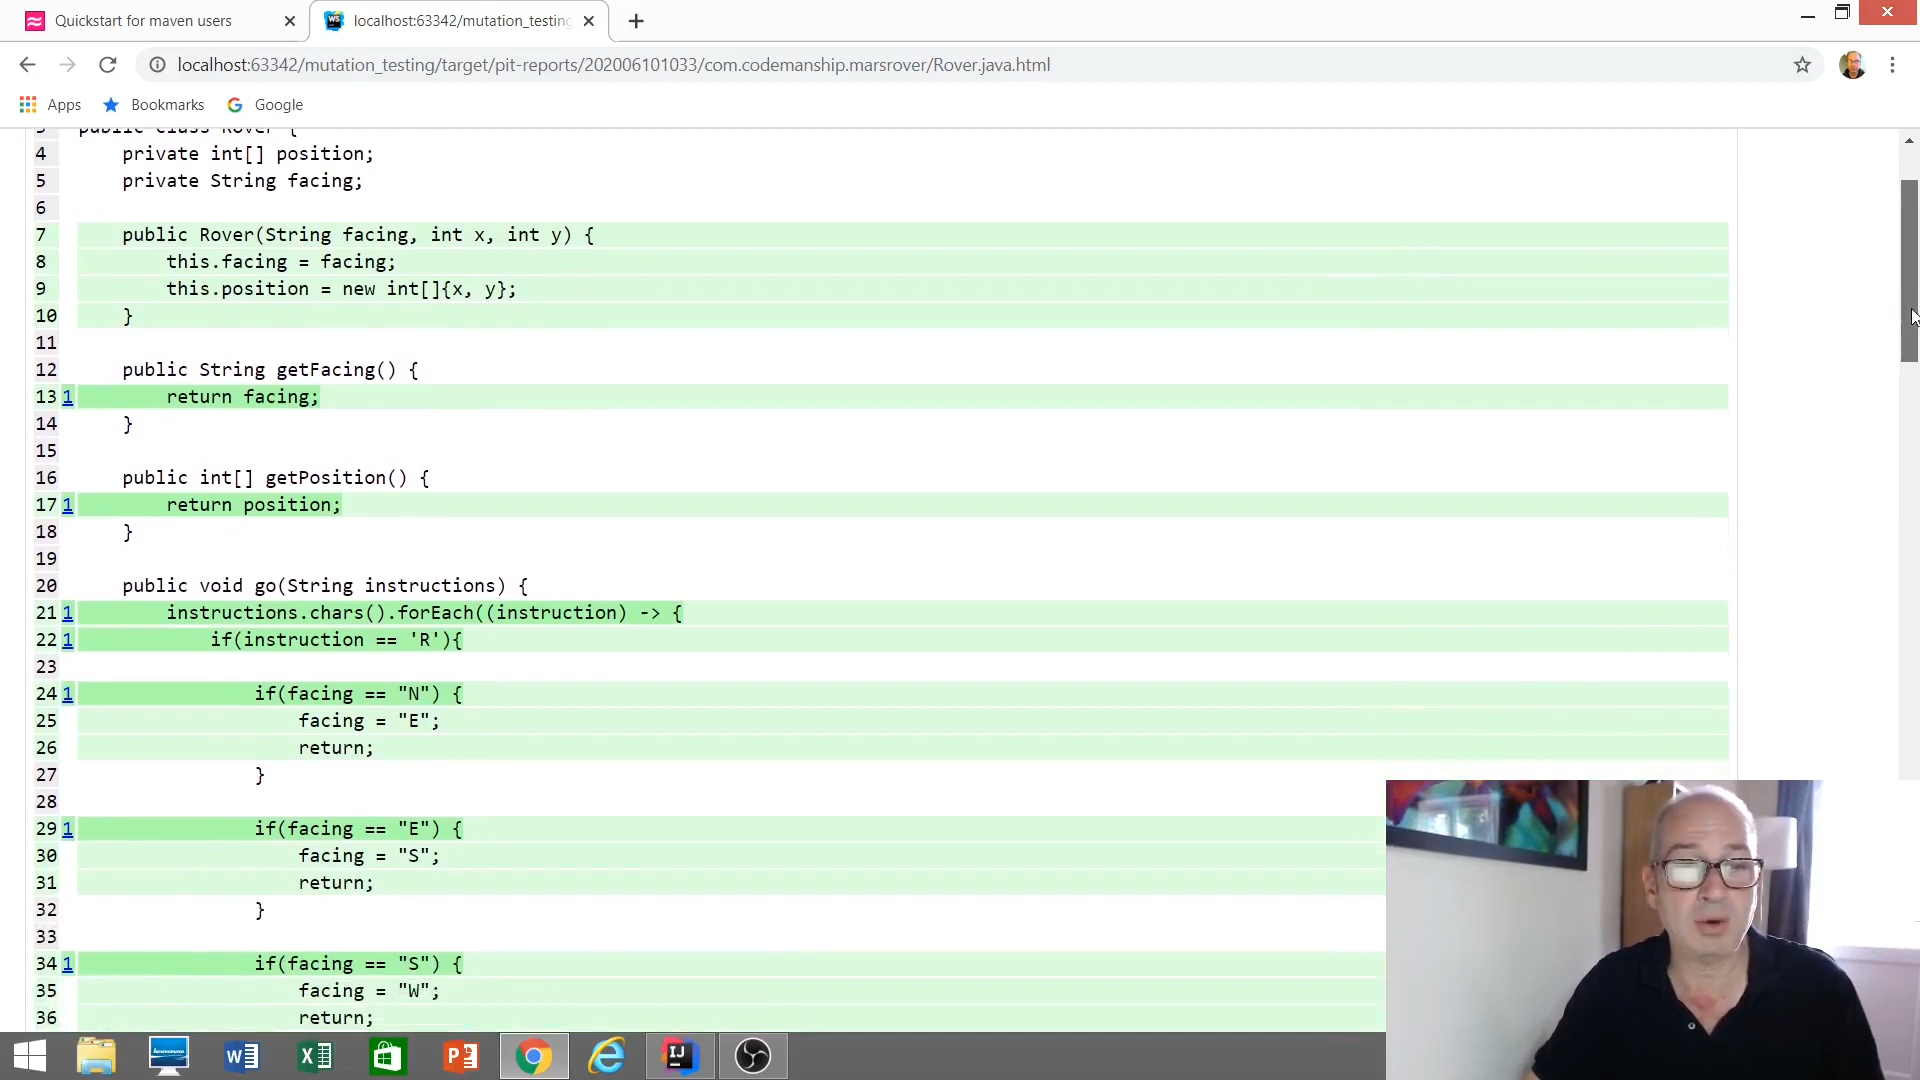 Quickstart for maven users
localhost:63342/mutation_testing
localhost:63342/mutation_testing/target/pit-reports/202006101033/com.codemanship.marsrover/Rover.java.html
Apps Bookmarks Google
3 public class Rover {
4 private int[] position;
5 private String facing;
6
7 public Rover(String facing, int x, int y) {
8 this.facing = facing;
9 this.position = new int[]{x, y};
10 }
11
12 public String getFacing() {
13 1 return facing;
14 }
15
16 public int[] getPosition() {
17 1 return position;
18 }
19
20 public void go(String instructions) {
21 1 instructions.chars().forEach((instruction) -> {
22 1 if(instruction == 'R'){
23
24 1 if(facing == "N") {
25 facing = "E";
26 return;
27 }
28
29 1 if(facing == "E") {
30 facing = "S";
31 return;
32 }
33
34 1 if(facing == "S") {
35 facing = "W";
36 return;